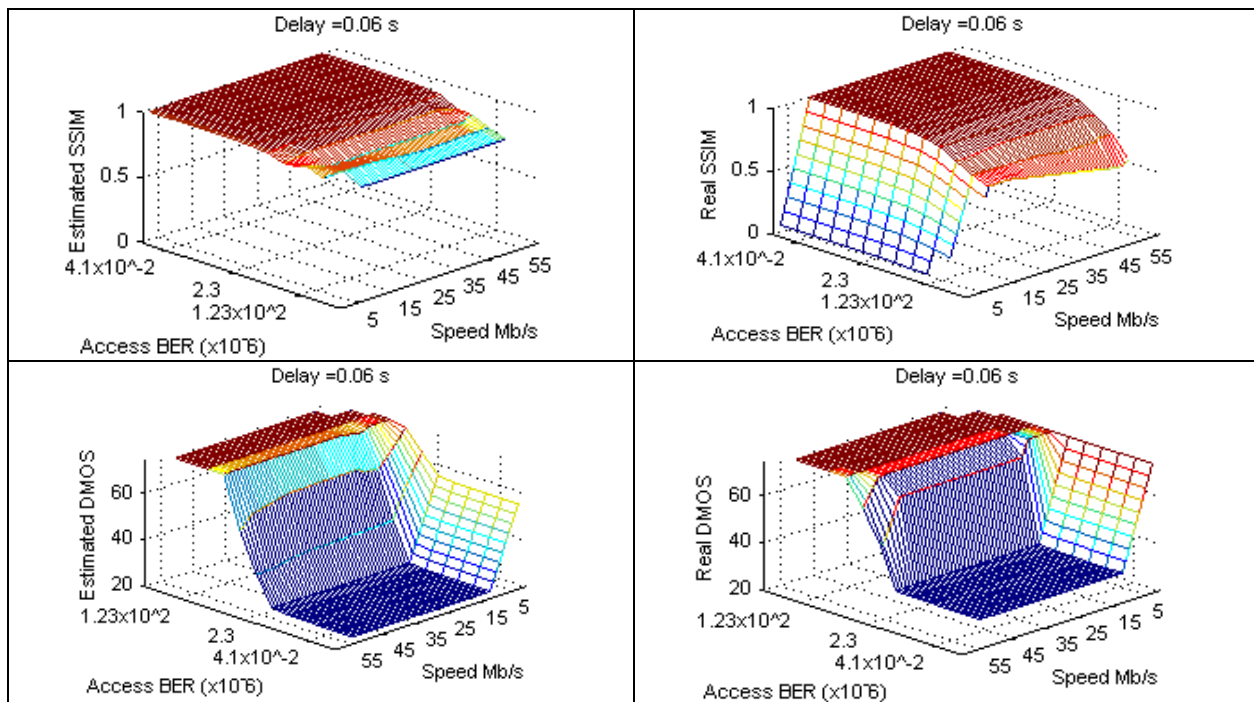 Delay =0.06 s
Estimated SSIM
1
0.5
0
4.1x10^-2
2.3
1.23x10^2
Access BER (x10^-6)
5
15
25
35
45
55
Speed Mb/s
Delay =0.06 s
Real SSIM
1
0.5
0
4.1x10^-2
2.3
1.23x10^2
Access BER (x10^-6)
5
15
25
35
45
55
Speed Mb/s
Delay =0.06 s
Estimated DMOS
60
40
20
1.23x10^2
2.3
4.1x10^-2
Access BER (x10^-6)
55
45
35
25
15
5
Speed Mb/s
Delay =0.06 s
Real DMOS
60
40
20
1.23x10^2
2.3
4.1x10^-2
Access BER (x10^-6)
55
45
35
25
15
5
Speed Mb/s